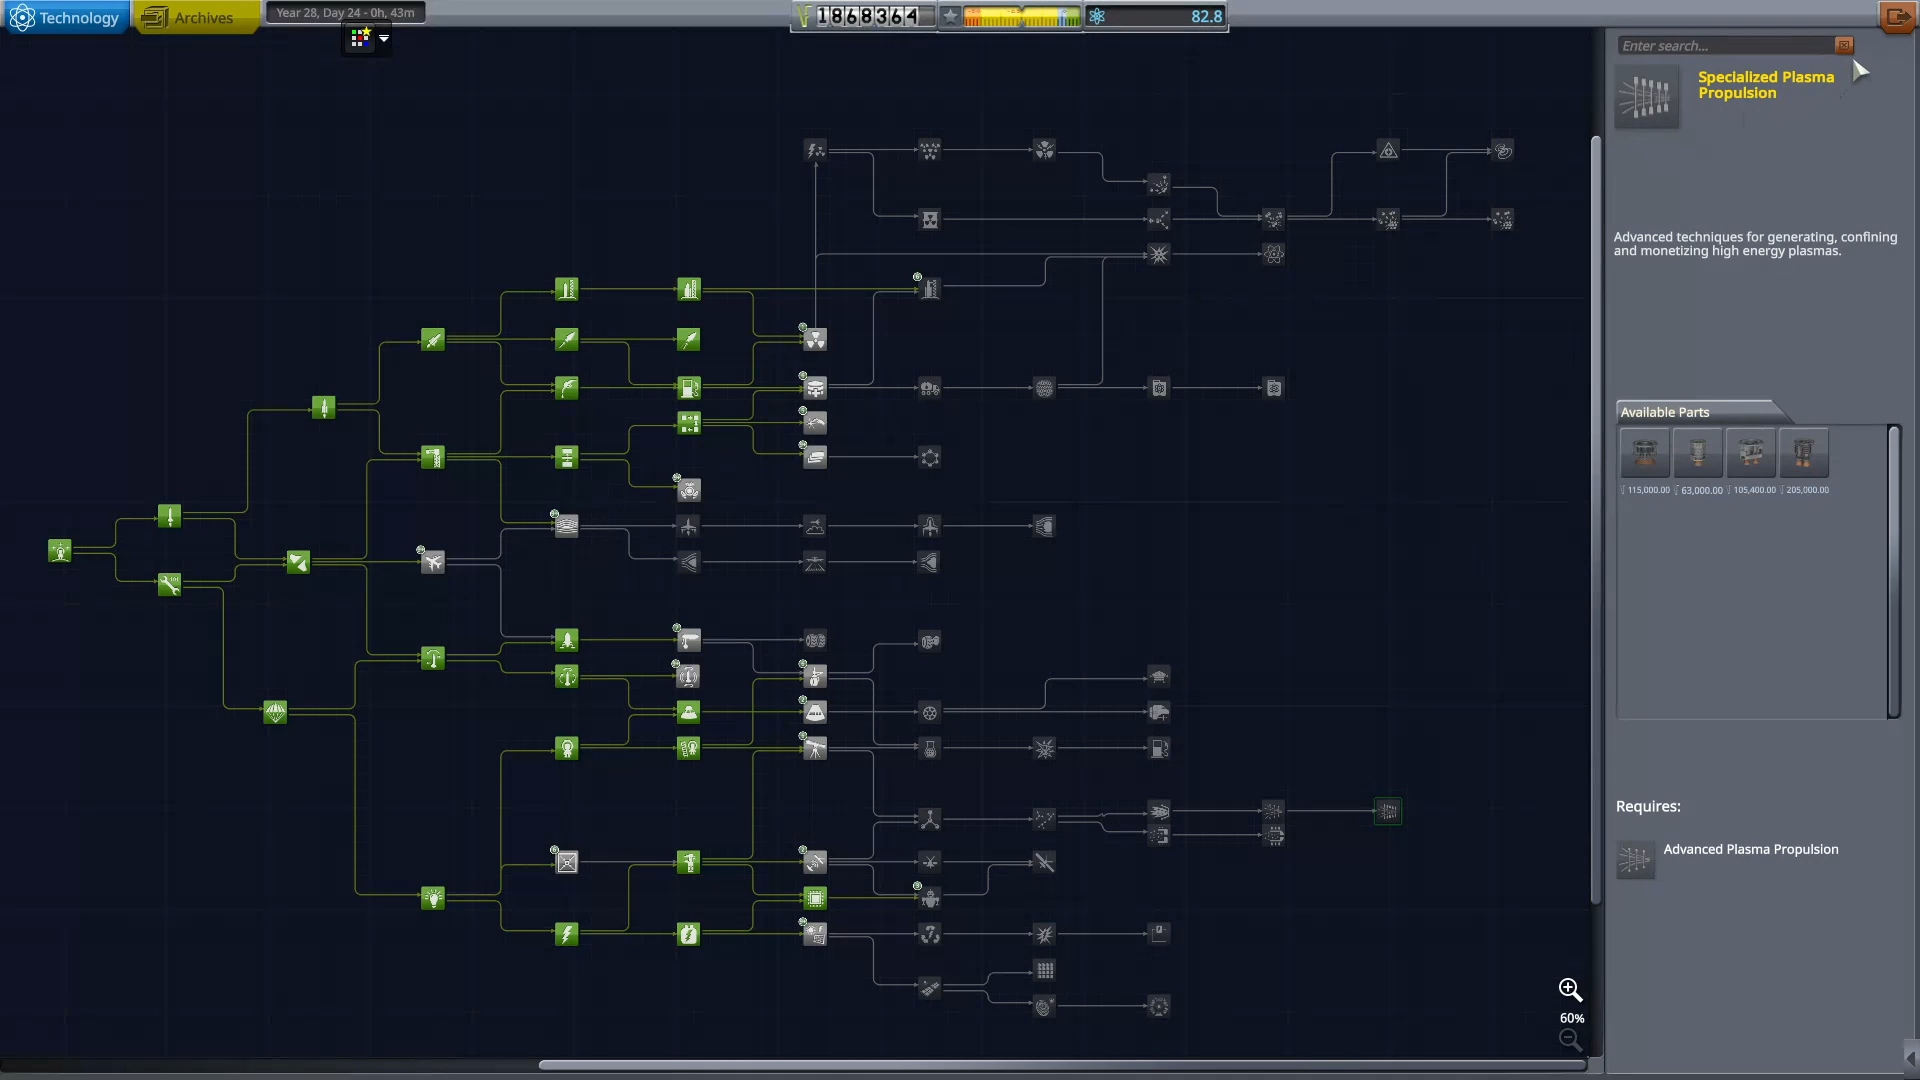 Technology
Archives
Year 28, Day 24 - 0h, 43m
1868364
82.8
Enter search...
Specialized Plasma
Propulsion
Advanced techniques for generating, confining
and monetizing high energy plasmas.
Available Parts
115,000.00 63,000.00 105,400.00 205,000.00
Requires:
Advanced Plasma Propulsion
60%